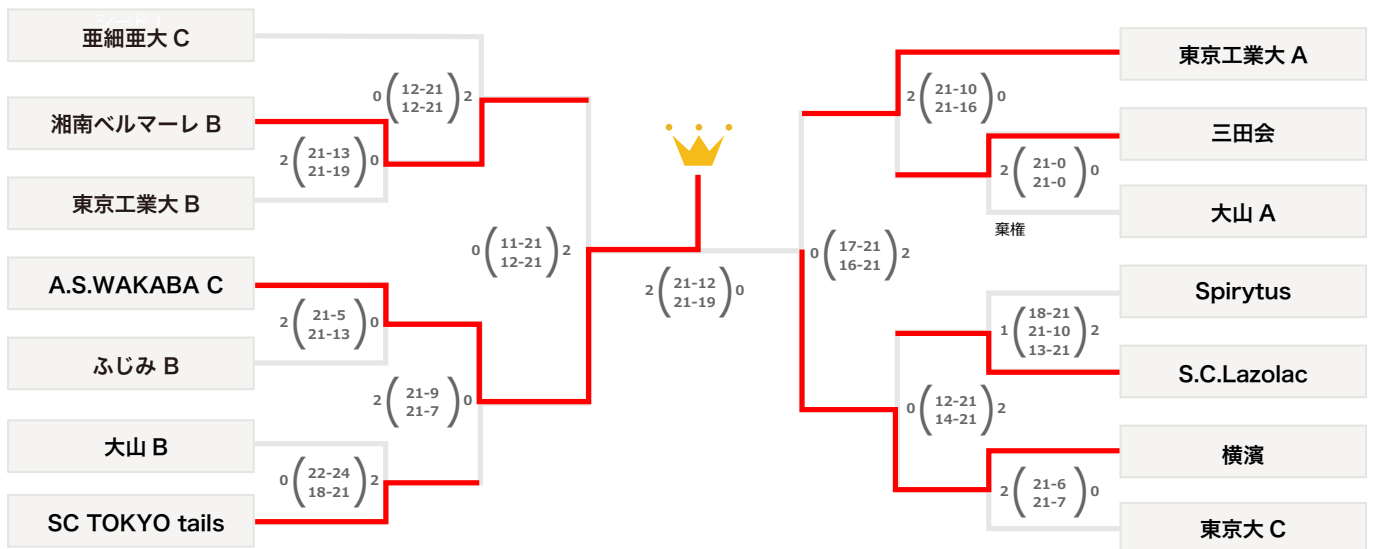 シード1
亜細亜大 C
湘南ベルマーレ B
東京工業大 B
A.S.WAKABA C
ふじみ B
大山 B
SC TOKYO tails
0 ( 12-21 ) 2
12-21
2 ( 21-13 ) 0
21-19
0 ( 11-21 ) 2
12-21
2 ( 21-5 ) 0
21-13
2 ( 21-9 ) 0
21-7
0 ( 22-24 ) 2
18-21
2 ( 21-12 ) 0
21-19
2 ( 21-10 ) 0
21-16
2 ( 21-0 ) 0
21-0
棄権
0 ( 17-21 ) 2
16-21
18-21
1 ( 21-10 ) 2
13-21
0 ( 12-21 ) 2
14-21
2 ( 21-6 ) 0
21-7
東京工業大 A
三田会
大山 A
Spirytus
S.C.Lazolac
横濱
東京大 C